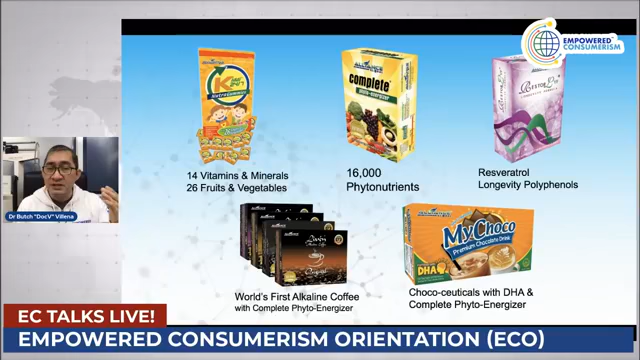 EMPOWERED
CONSUMERISM
complete
phyto-energizer
14 Vitamins & Minerals
26 Fruits & Vegetables
16,000
Phytonutrients
Resveratrol
Longevity Polyphenols
Dr Butch "DocV" Villena
MyChoco
Premium Chocolate Drink
DHA
World's First Alkaline Coffee
with Complete Phyto-Energizer
Choco-ceuticals with DHA &
Complete Phyto-Energizer
EC TALKS LIVE!
EMPOWERED CONSUMERISM ORIENTATION (ECO)